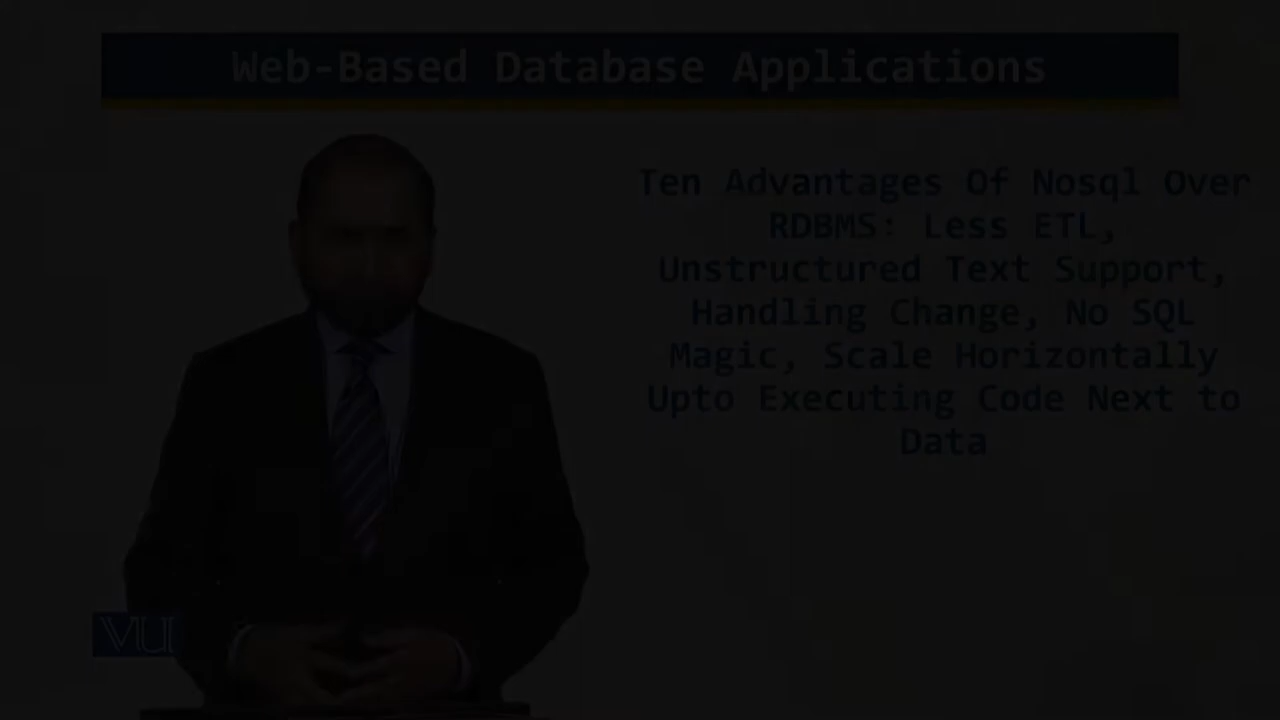 Web-Based Database Applications
Ten Advantages Of Nosql Over
RDBMS: Less ETL,
Unstructured Text Support,
Handling Change, No SQL
Magic, Scale Horizontally
Upto Executing Code Next to
Data
VU